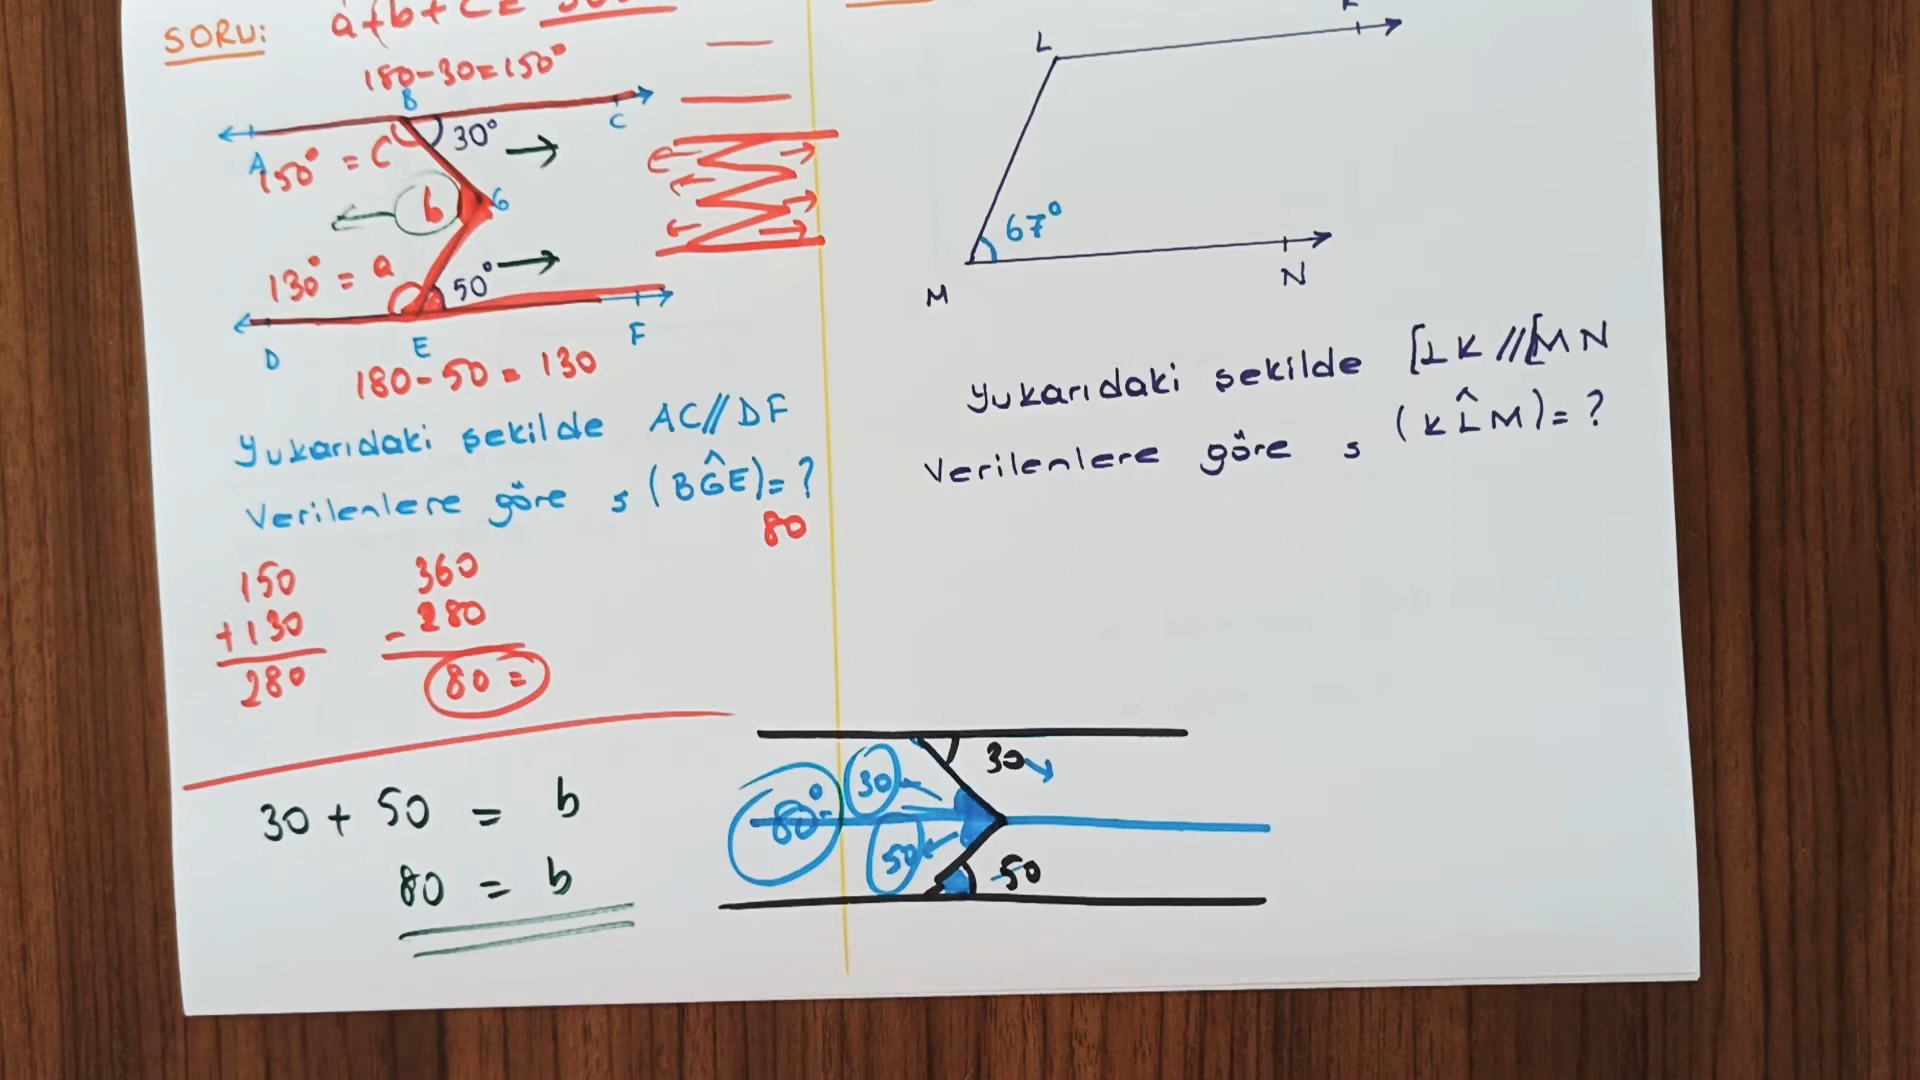 SORU:
a+b+c=
180-30=150°
B
C
A
30°
150° = c
b
G
130° = a
50°
D
E
F
180-50=130
Yukarıdaki şekilde AC//DF
Verilenlere göre s (BĜE)=?
80
150
+130
280
360
-280
80 =
30 + 50 = b
80 = b
L
67°
M
N
Yukarıdaki şekilde [LK//[MN
Verilenlere göre s (KL̂M)=?
30
30
80°=
50
50